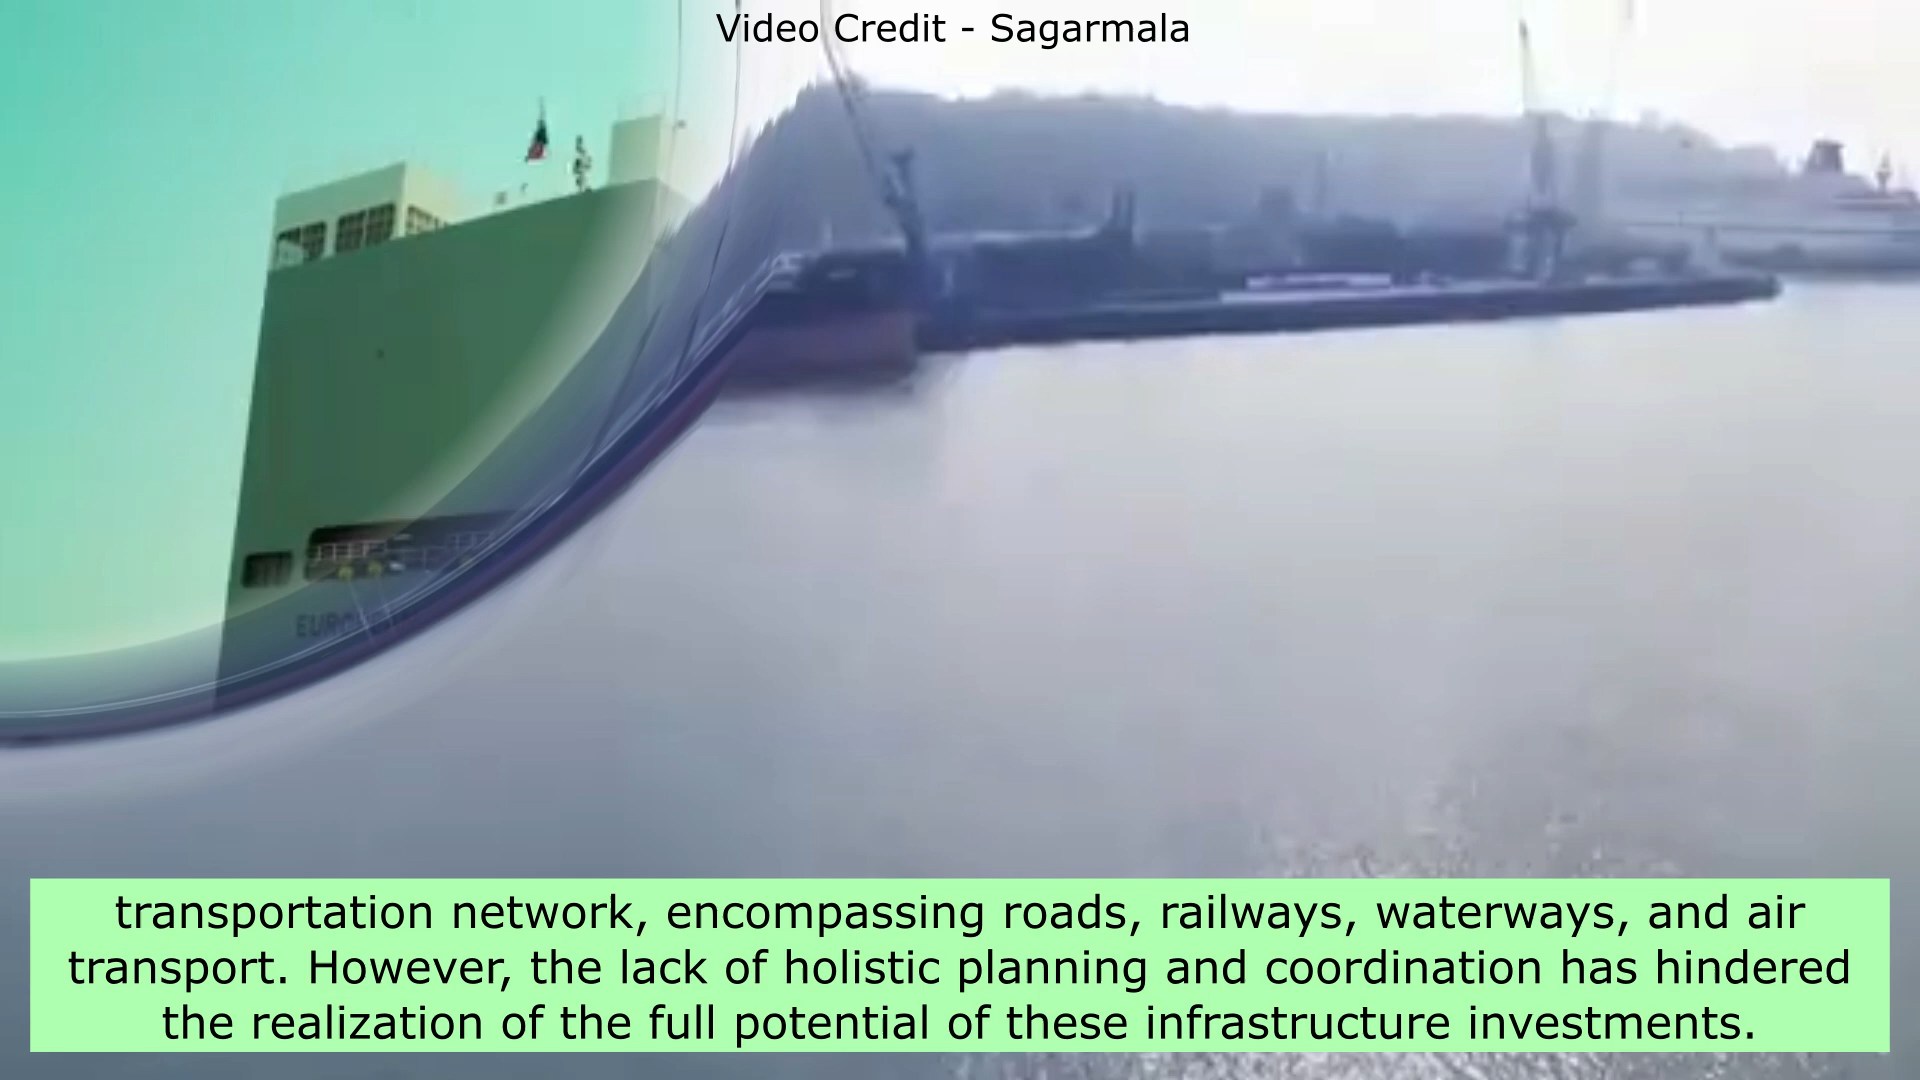 Video Credit - Sagarmala
transportation network, encompassing roads, railways, waterways, and air
transport. However, the lack of holistic planning and coordination has hindered
the realization of the full potential of these infrastructure investments.